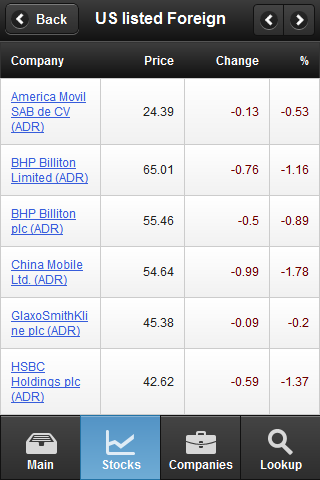 Back US listed Foreign
Company Price Change %
America Movil
SAB de CV 24.39 -0.13 -0.53
(ADR)
BHP Billiton
Limited (ADR) 65.01 -0.76 -1.16
BHP Billiton
plc (ADR) 55.46 -0.5 -0.89
China Mobile
Ltd. (ADR) 54.64 -0.99 -1.78
GlaxoSmithKli
ne plc (ADR) 45.38 -0.09 -0.2
HSBC
Holdings plc 42.62 -0.59 -1.37
(ADR)
Main Stocks Companies Lookup